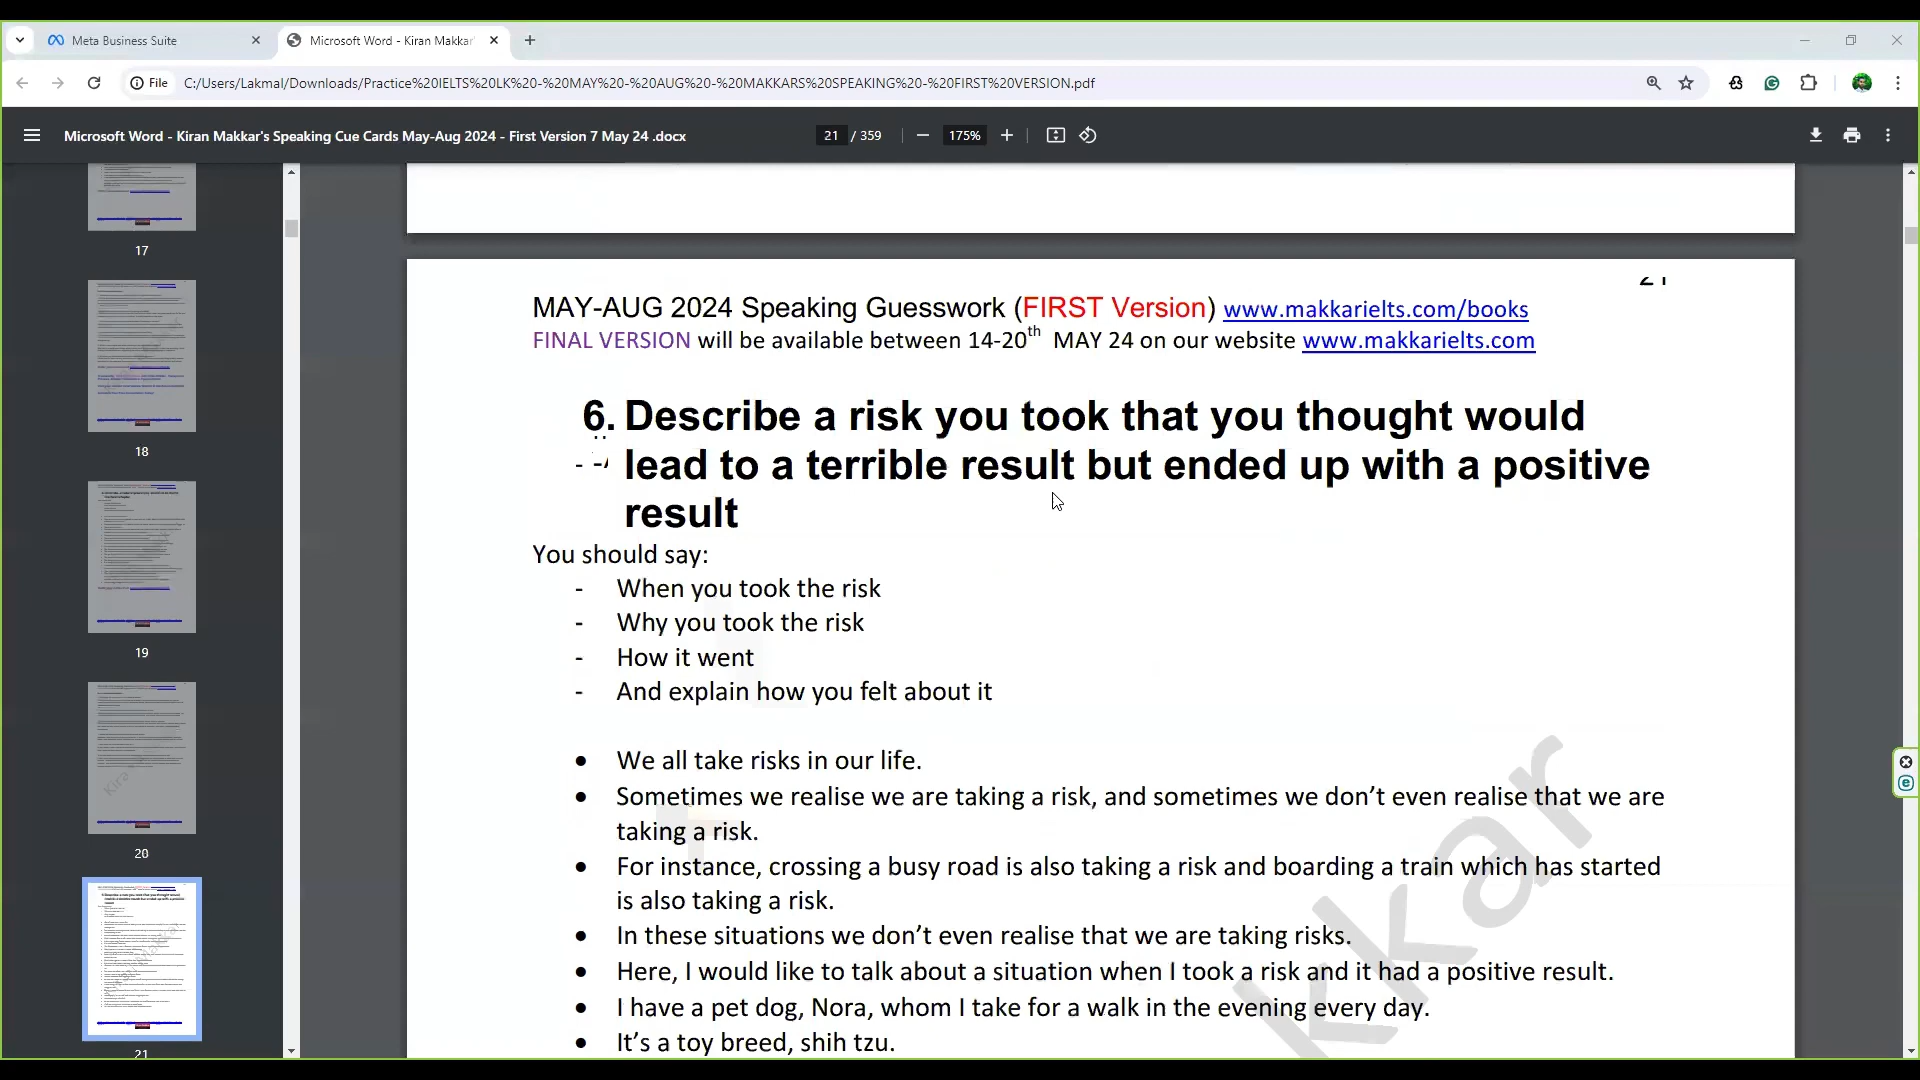 Meta Business Suite
Microsoft Word - Kiran Makkar
File
C:/Users/Lakmal/Downloads/Practice%20IELTS%20LK%20-%20MAY%20-%20AUG%20-%20MAKKARS%20SPEAKING%20-%20FIRST%20VERSION.pdf
Microsoft Word - Kiran Makkar's Speaking Cue Cards May-Aug 2024 - First Version 7 May 24 .docx
21 / 359
175%
17
18
19
20
21
MAY-AUG 2024 Speaking Guesswork (FIRST Version) www.makkarielts.com/books
FINAL VERSION will be available between 14-20th MAY 24 on our website www.makkarielts.com
6. Describe a risk you took that you thought would
lead to a terrible result but ended up with a positive
result
You should say:
- When you took the risk
- Why you took the risk
- How it went
- And explain how you felt about it
• We all take risks in our life.
• Sometimes we realise we are taking a risk, and sometimes we don't even realise that we are
taking a risk.
• For instance, crossing a busy road is also taking a risk and boarding a train which has started
is also taking a risk.
• In these situations we don't even realise that we are taking risks.
• Here, I would like to talk about a situation when I took a risk and it had a positive result.
• I have a pet dog, Nora, whom I take for a walk in the evening every day.
• It's a toy breed, shih tzu.
kkar